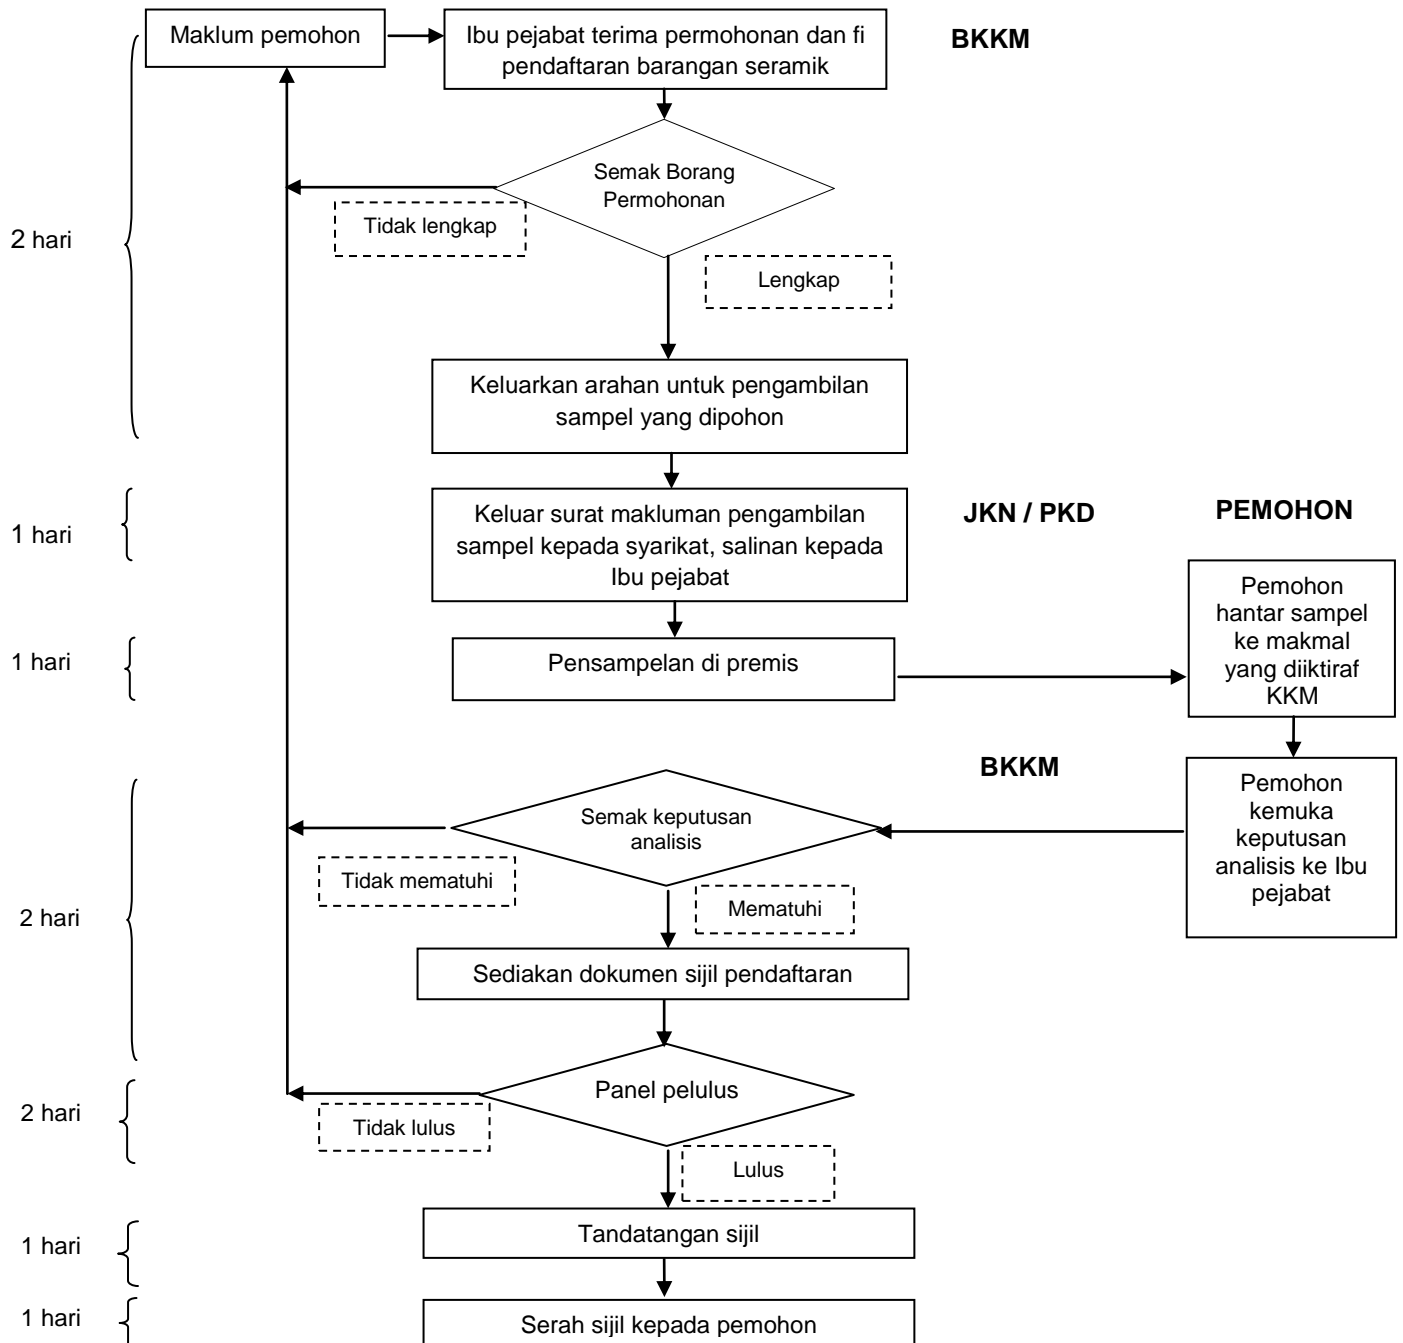 Maklum pemohon
Ibu pejabat terima permohonan dan fi
pendaftaran barangan seramik
BKKM
Semak Borang
Permohonan
Tidak lengkap
2 hari
Lengkap
Keluarkan arahan untuk pengambilan
sampel yang dipohon
1 hari
Keluar surat makluman pengambilan
sampel kepada syarikat, salinan kepada
Ibu pejabat
JKN / PKD
PEMOHON
Pemohon
hantar sampel
ke makmal
yang diiktiraf
KKM
1 hari
Pensampelan di premis
BKKM
Pemohon
kemuka
keputusan
analisis ke Ibu
pejabat
Semak keputusan
analisis
Tidak mematuhi
Mematuhi
2 hari
Sediakan dokumen sijil pendaftaran
Panel pelulus
2 hari
Tidak lulus
Lulus
Tandatangan sijil
1 hari
Serah sijil kepada pemohon
1 hari